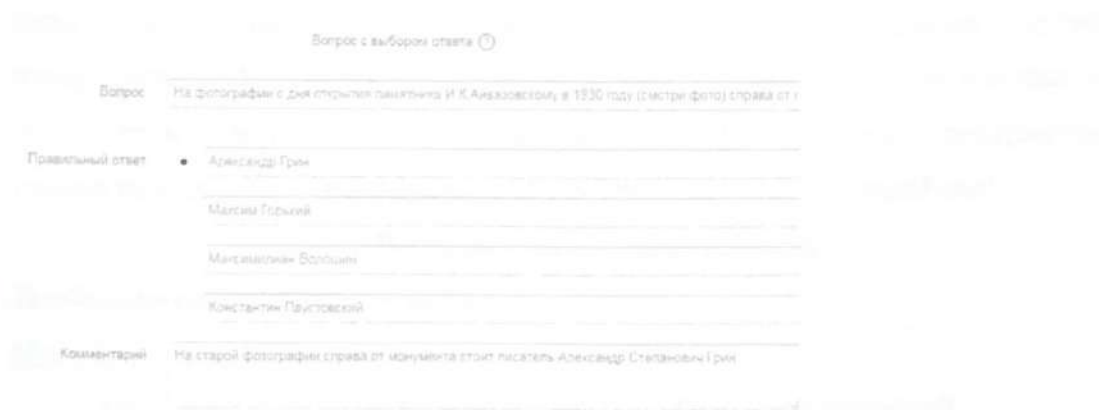 Вопрос с выбором ответа ?
Вопрос На фотографии с дня открытия памятника И.К.Айвазовскому в 1930 году (смотри фото) справа от
Правильный ответ • Александр Грин
Максим Горький
Максимилиан Волошин
Константин Паустовский
Комментарий На старой фотографии справа от монумента стоит писатель Александр Степанович Грин